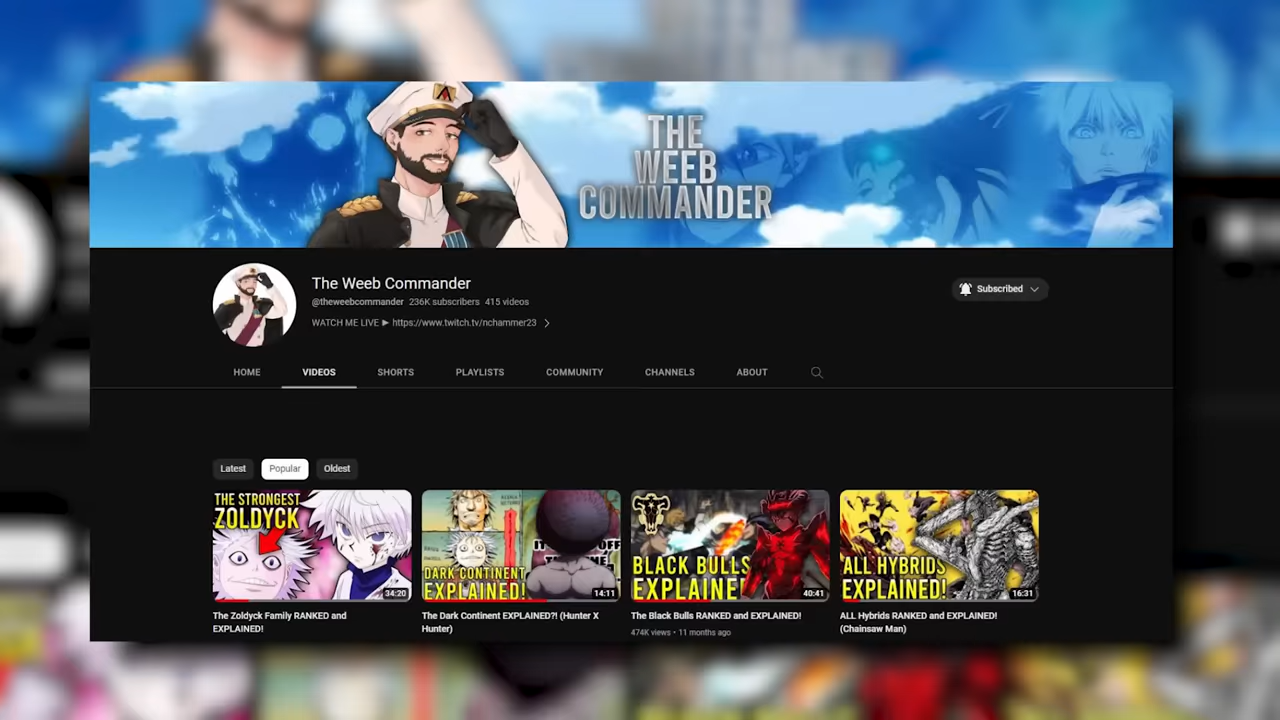 THE
WEEB
COMMANDER
The Weeb Commander
@theweebcommander 236K subscribers 415 videos
WATCH ME LIVE ► https://www.twitch.tv/nchammer23
Subscribed
HOME VIDEOS SHORTS PLAYLISTS COMMUNITY CHANNELS ABOUT
Latest Popular Oldest
THE STRONGEST
ZOLDYCK
34:20
DARK CONTINENT
EXPLAINED!
14:11
BLACK BULLS
EXPLAINE
40:41
ALL HYBRIDS
EXPLAINED!
16:31
The Zoldyck Family RANKED and
EXPLAINED!
The Dark Continent EXPLAINED?! (Hunter X
Hunter)
The Black Bulls RANKED and EXPLAINED!
474K views • 11 months ago
ALL Hybrids RANKED and EXPLAINED!
(Chainsaw Man)